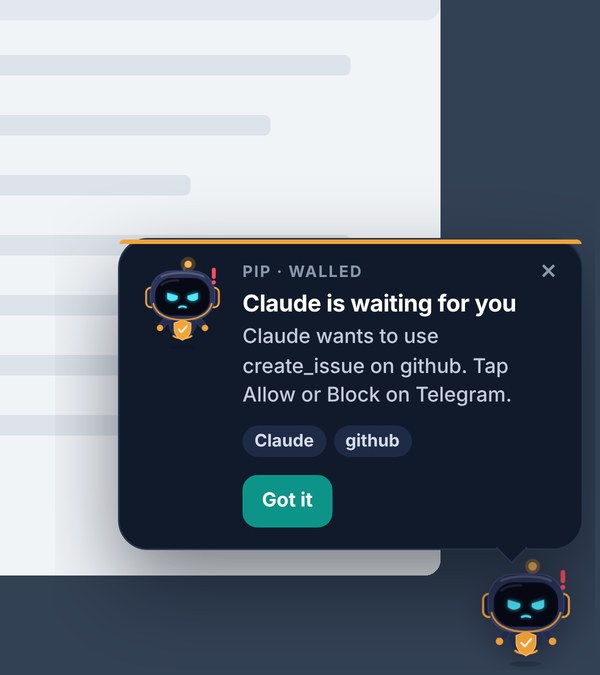 PIP · WALLED
Claude is waiting for you
Claude wants to use
create_issue on github. Tap
Allow or Block on Telegram.
Claude github
Got it